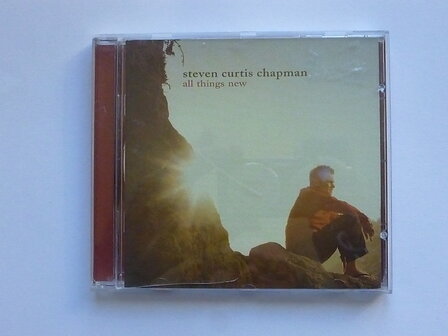 steven curtis chapman
all things new